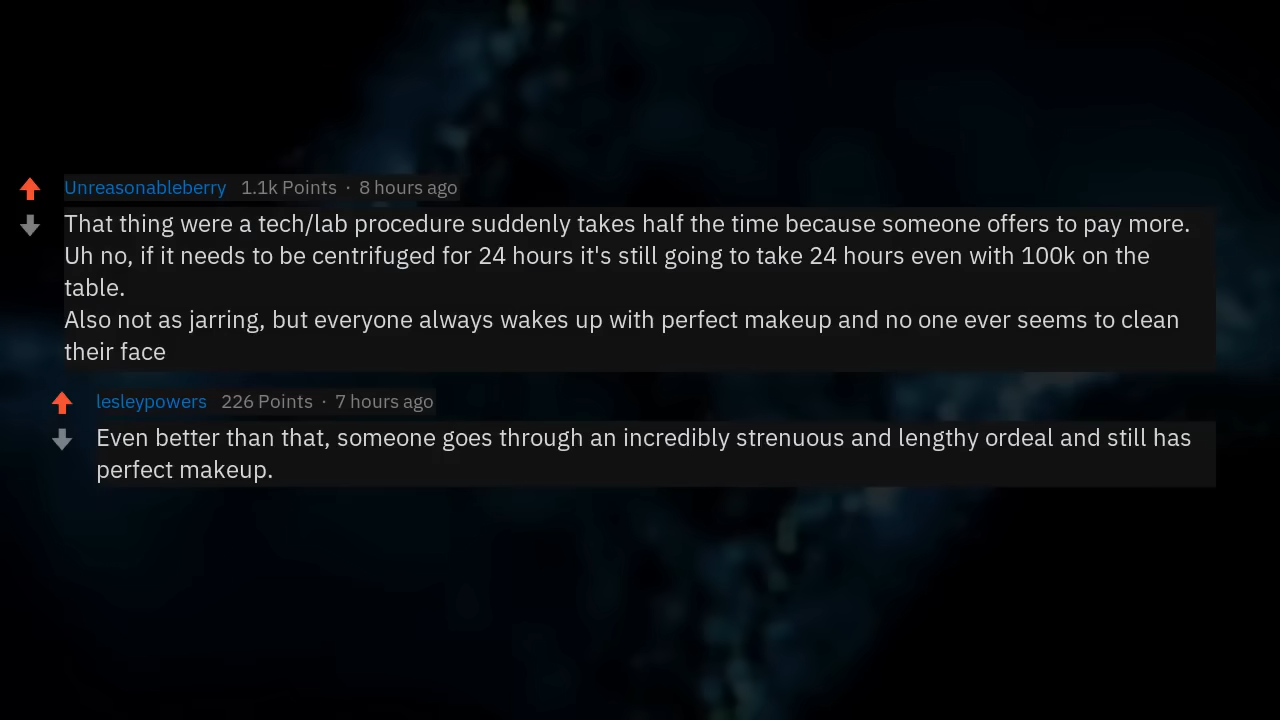 Unreasonableberry 1.1k Points · 8 hours ago
That thing were a tech/lab procedure suddenly takes half the time because someone offers to pay more.
Uh no, if it needs to be centrifuged for 24 hours it's still going to take 24 hours even with 100k on the
table.
Also not as jarring, but everyone always wakes up with perfect makeup and no one ever seems to clean
their face
lesleypowers 226 Points · 7 hours ago
Even better than that, someone goes through an incredibly strenuous and lengthy ordeal and still has
perfect makeup.